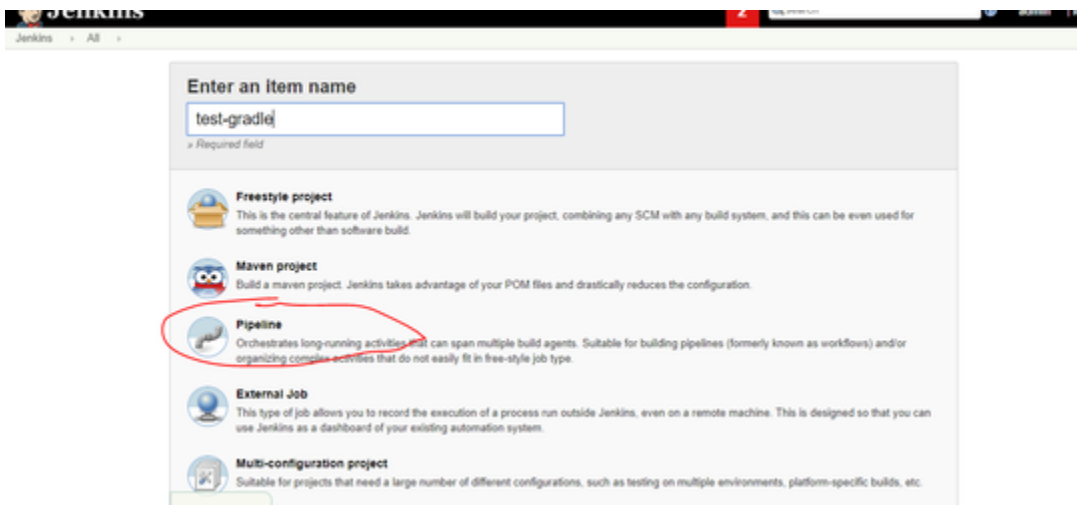 Jenkins
2
search
admin
Jenkins › All ›
Enter an item name
test-gradle
» Required field
Freestyle project
This is the central feature of Jenkins. Jenkins will build your project, combining any SCM with any build system, and this can be even used for
something other than software build.
Maven project
Build a maven project. Jenkins takes advantage of your POM files and drastically reduces the configuration.
Pipeline
Orchestrates long-running activities that can span multiple build agents. Suitable for building pipelines (formerly known as workflows) and/or
organizing complex activities that do not easily fit in free-style job type.
External Job
This type of job allows you to record the execution of a process run outside Jenkins, even on a remote machine. This is designed so that you can
use Jenkins as a dashboard of your existing automation system.
Multi-configuration project
Suitable for projects that need a large number of different configurations, such as testing on multiple environments, platform-specific builds, etc.